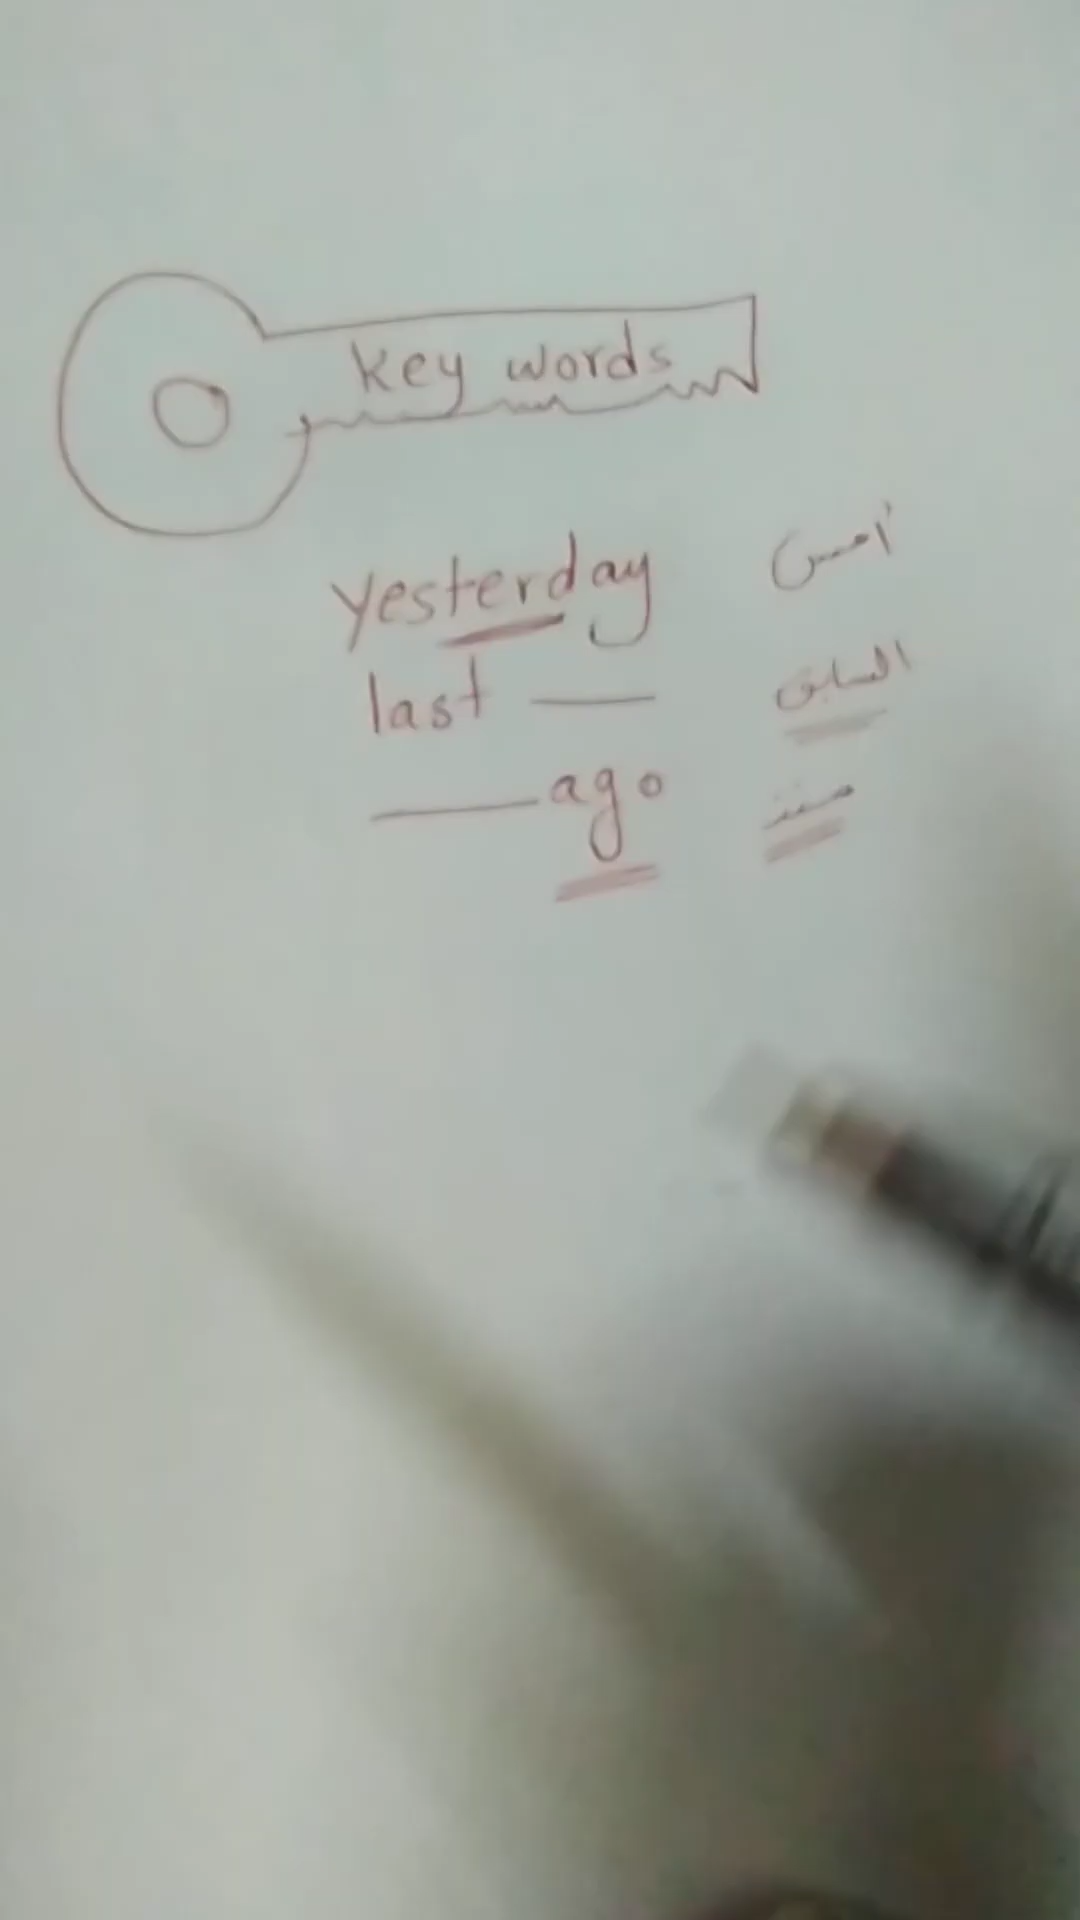 key words
yesterday أمس
last — السابق
— ago منذ